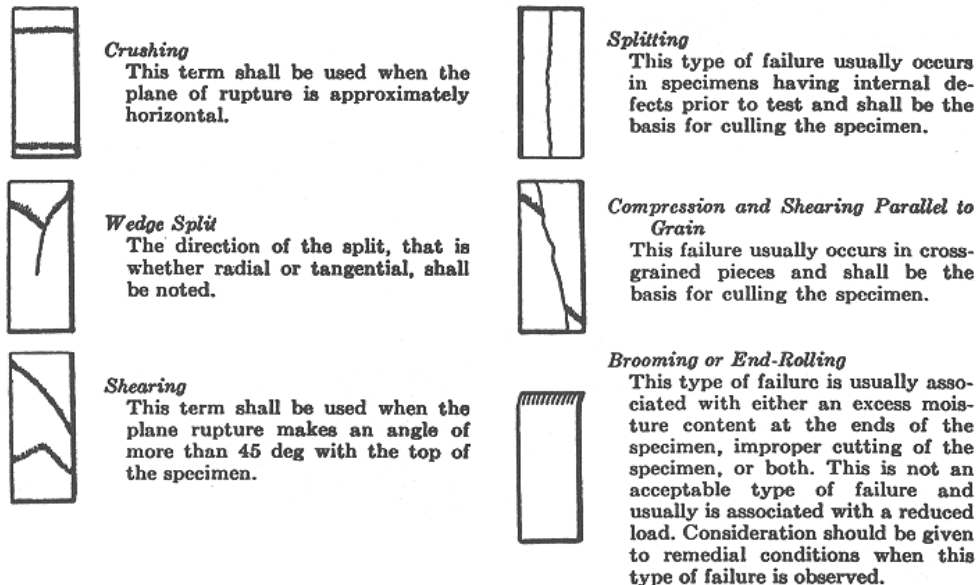 Crushing
This term shall be used when the
plane of rupture is approximately
horizontal.
Wedge Split
The direction of the split, that is
whether radial or tangential, shall
be noted.
Shearing
This term shall be used when the
plane rupture makes an angle of
more than 45 deg with the top of
the specimen.
Splitting
This type of failure usually occurs
in specimens having internal de-
fects prior to test and shall be the
basis for culling the specimen.
Compression and Shearing Parallel to
Grain
This failure usually occurs in cross-
grained pieces and shall be the
basis for culling the specimen.
Brooming or End-Rolling
This type of failure is usually asso-
ciated with either an excess mois-
ture content at the ends of the
specimen, improper cutting of the
specimen, or both. This is not an
acceptable type of failure and
usually is associated with a reduced
load. Consideration should be given
to remedial conditions when this
type of failure is observed.